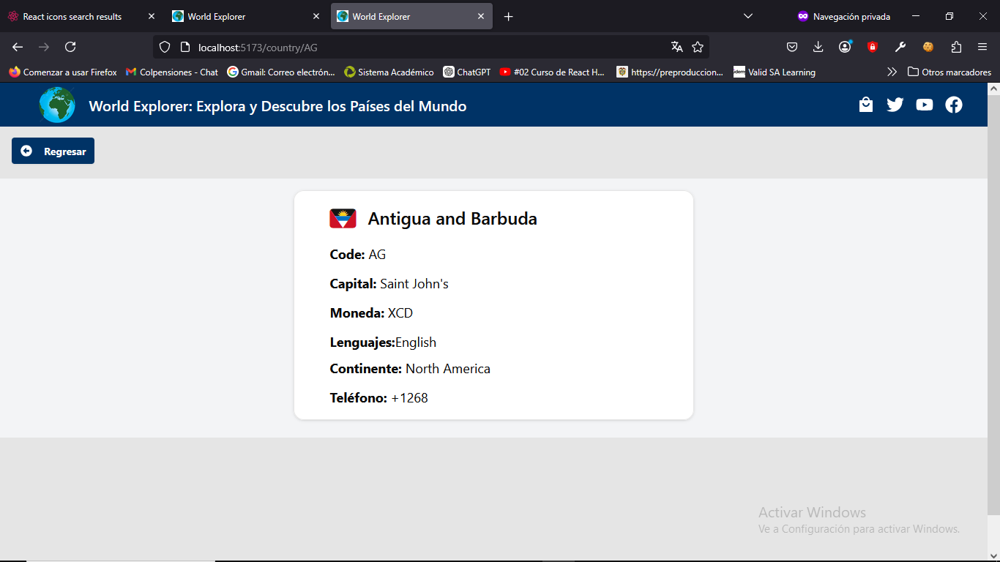 React icons search results World Explorer World Explorer Navegación privada
localhost:5173/country/AG
Comenzar a usar Firefox Colpensiones - Chat Gmail: Correo electrón... Sistema Académico ChatGPT #02 Curso de React H... https://preproduccion... Valid SA Learning Otros marcadores
World Explorer: Explora y Descubre los Países del Mundo
Regresar
Antigua and Barbuda
Code: AG
Capital: Saint John's
Moneda: XCD
Lenguajes:English
Continente: North America
Teléfono: +1268
Activar Windows
Ve a Configuración para activar Windows.